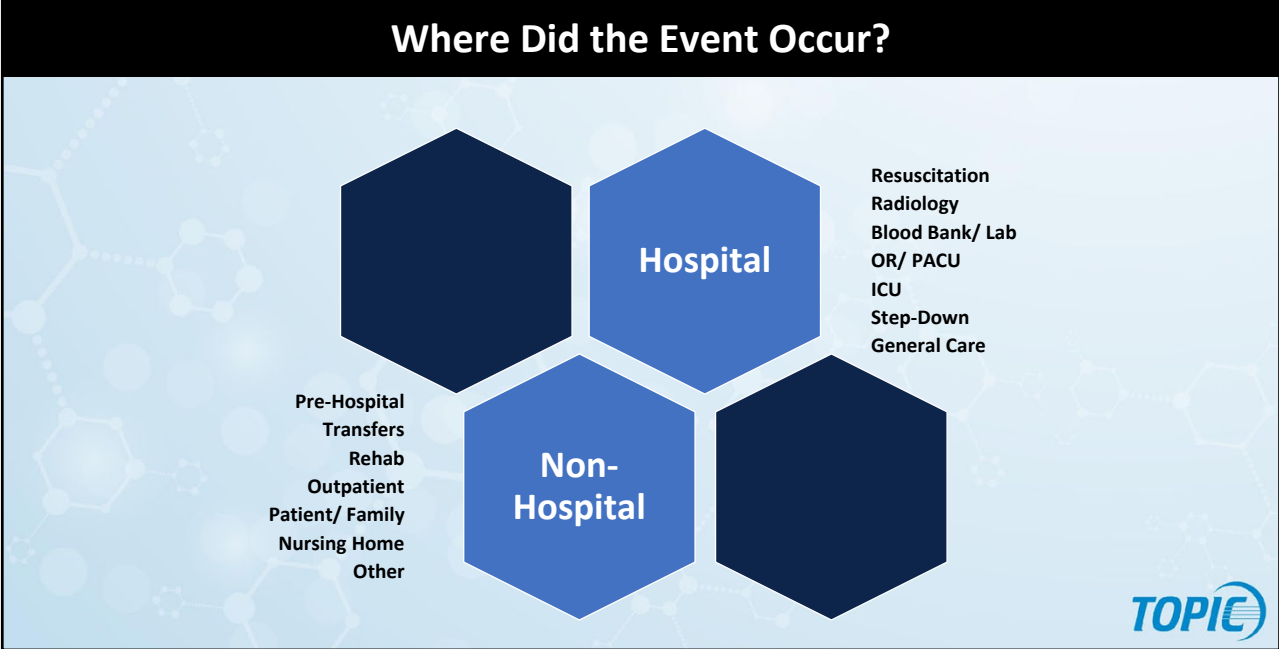 Where Did the Event Occur?
Hospital
Resuscitation
Radiology
Blood Bank/ Lab
OR/ PACU
ICU
Step-Down
General Care
Pre-Hospital
Transfers
Rehab
Outpatient
Patient/ Family
Nursing Home
Other
Non-
Hospital
TOPIC